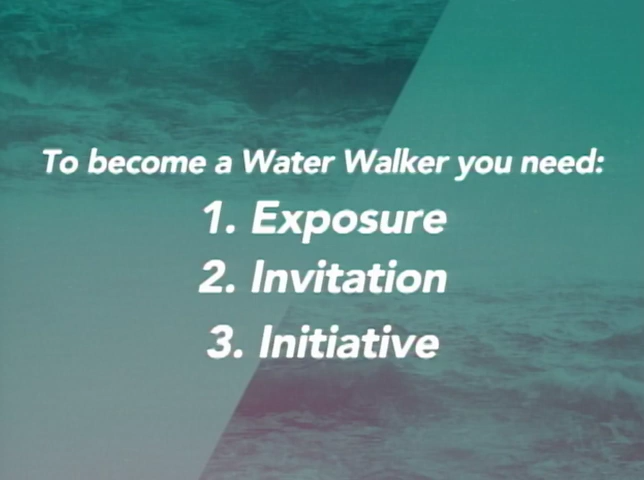 To become a Water Walker you need:
1. Exposure
2. Invitation
3. Initiative